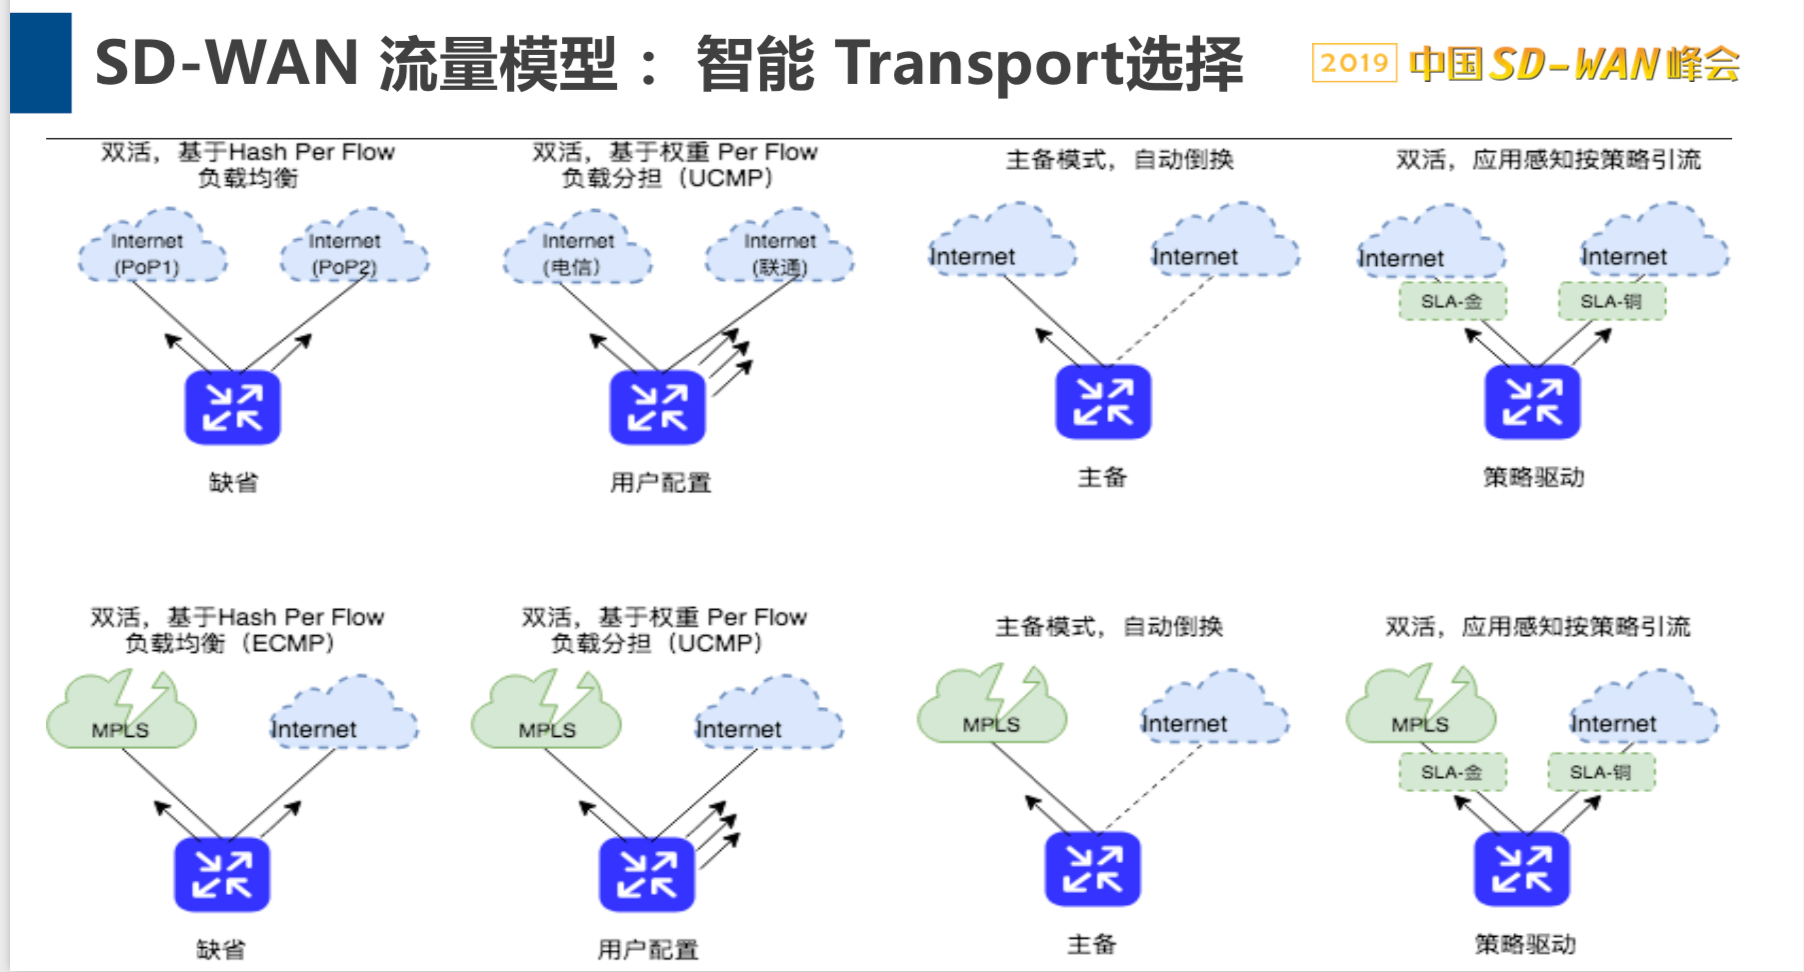 SD-WAN 流量模型： 智能 Transport选择
2019 中国SD-WAN峰会
双活，基于Hash Per Flow
负载均衡
双活，基于权重 Per Flow
负载分担（UCMP）
主备模式，自动倒换
双活，应用感知按策略引流
Internet
(PoP1)
Internet
(PoP2)
Internet
(电信）
Internet
(联通)
Internet
Internet
Internet
Internet
SLA-金
SLA-铜
缺省
用户配置
主备
策略驱动
双活，基于Hash Per Flow
负载均衡（ECMP）
双活，基于权重 Per Flow
负载分担（UCMP）
主备模式，自动倒换
双活，应用感知按策略引流
MPLS
Internet
MPLS
Internet
MPLS
Internet
MPLS
Internet
SLA-金
SLA-铜
缺省
用户配置
主备
策略驱动